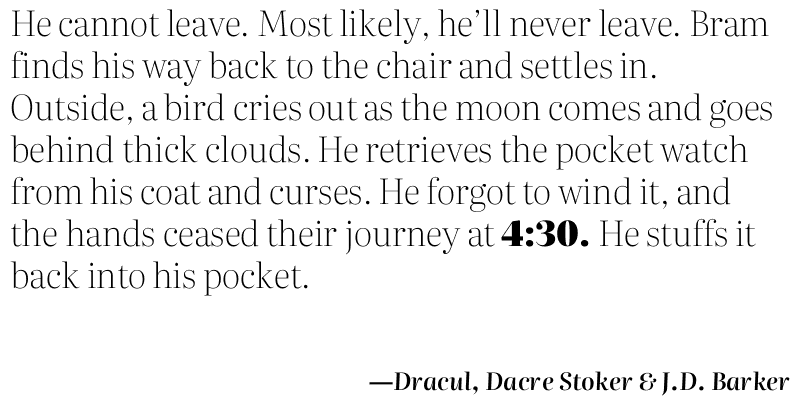 He cannot leave. Most likely, he’ll never leave. Bram
finds his way back to the chair and settles in.
Outside, a bird cries out as the moon comes and goes
behind thick clouds. He retrieves the pocket watch
from his coat and curses. He forgot to wind it, and
the hands ceased their journey at 4:30. He stuffs it
back into his pocket.
—Dracul, Dacre Stoker & J.D. Barker